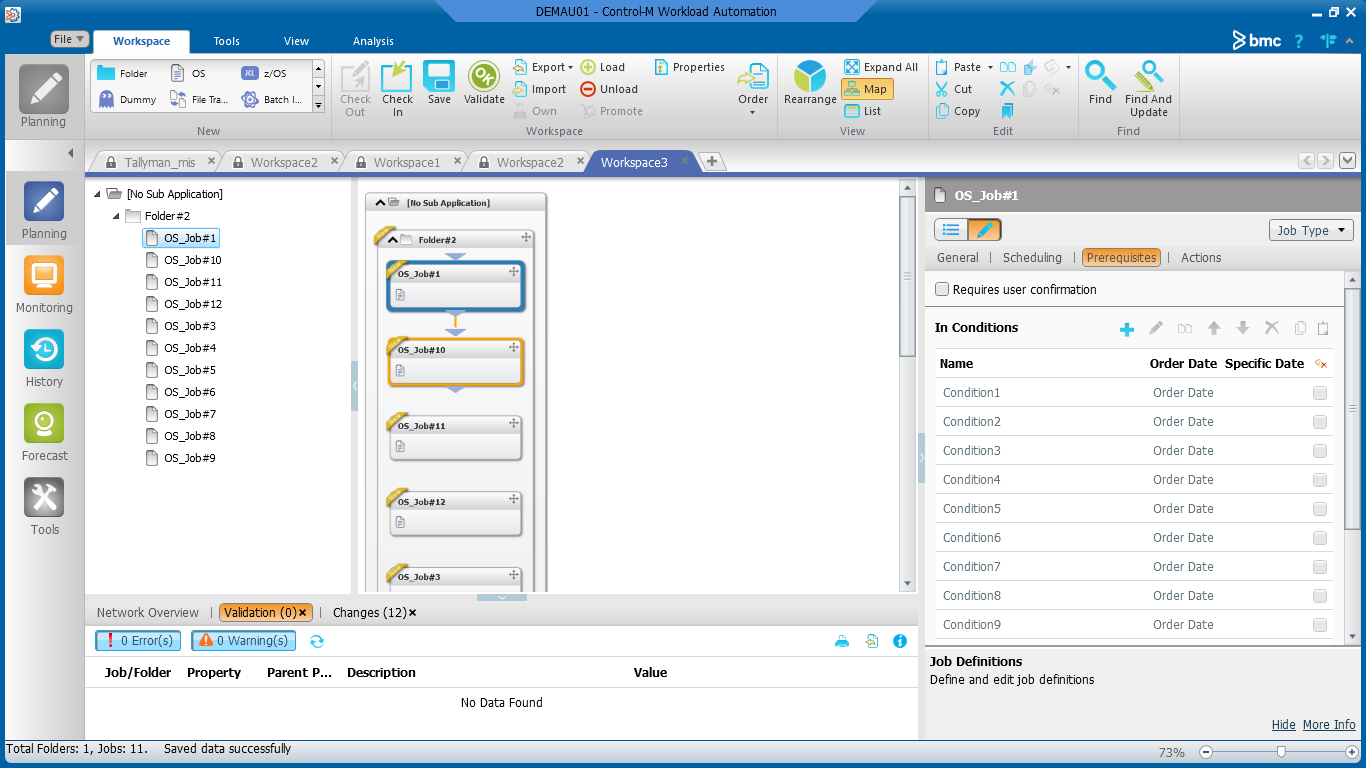 DEMAU01 - Control-M Workload Automation
File
Workspace
Tools
View
Analysis
bmc
?
Planning
Folder
OS
z/OS
Dummy
File Tra...
Batch I...
New
Check Out
Check In
Save
OK
Validate
Export
Import
Own
Load
Unload
Promote
Properties
Order
Workspace
Rearrange
Expand All
Map
List
View
Paste
Cut
Copy
Edit
Find
Find And Update
Find
Planning
Monitoring
History
Forecast
Tools
Tallyman_mis
Workspace2
Workspace1
Workspace2
Workspace3
[No Sub Application]
Folder#2
OS_Job#1
OS_Job#10
OS_Job#11
OS_Job#12
OS_Job#3
OS_Job#4
OS_Job#5
OS_Job#6
OS_Job#7
OS_Job#8
OS_Job#9
[No Sub Application]
Folder#2
OS_Job#1
OS_Job#10
OS_Job#11
OS_Job#12
OS_Job#3
OS_Job#1
Job Type
General | Scheduling | Prerequisites | Actions
Requires user confirmation
In Conditions
Name Order Date Specific Date
Condition1 Order Date
Condition2 Order Date
Condition3 Order Date
Condition4 Order Date
Condition5 Order Date
Condition6 Order Date
Condition7 Order Date
Condition8 Order Date
Condition9 Order Date
Job Definitions
Define and edit job definitions
Hide More Info
Network Overview | Validation (0) | Changes (12)
0 Error(s) 0 Warning(s)
Job/Folder Property Parent P... Description Value
No Data Found
Total Folders: 1, Jobs: 11. Saved data successfully
73%